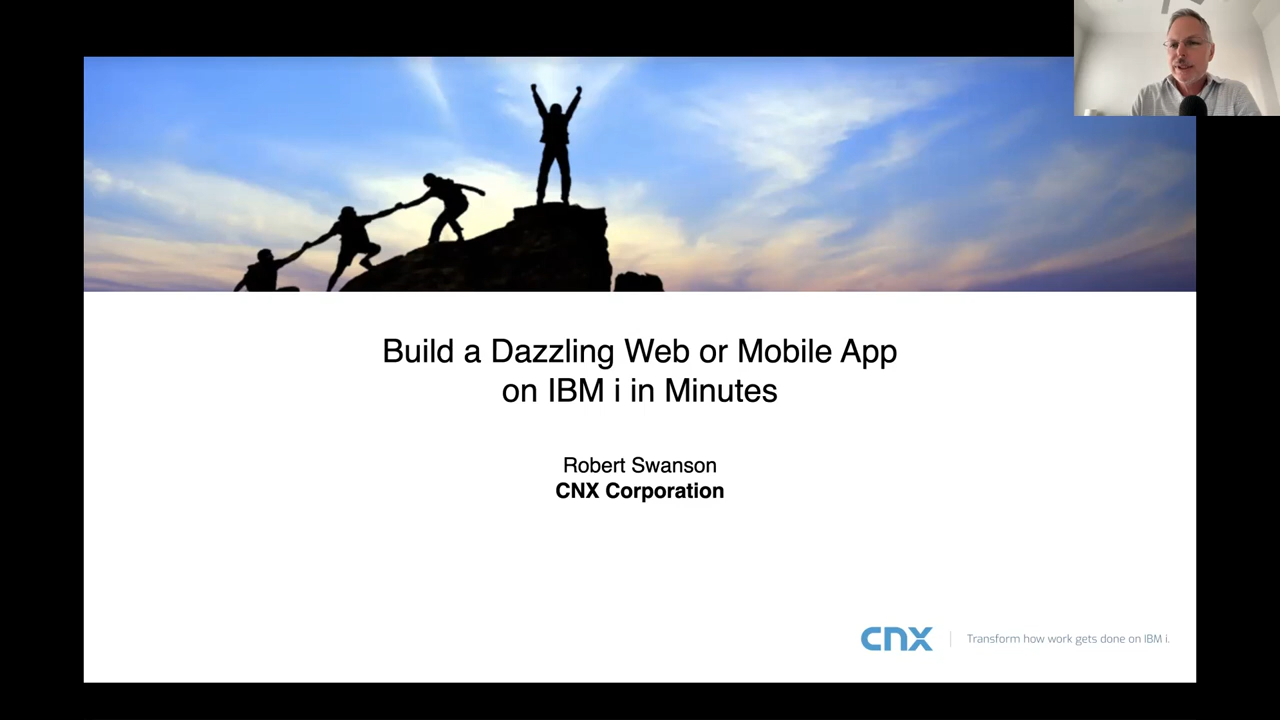 Build a Dazzling Web or Mobile App
on IBM i in Minutes
Robert Swanson
CNX Corporation
cnx
Transform how work gets done on IBM i.